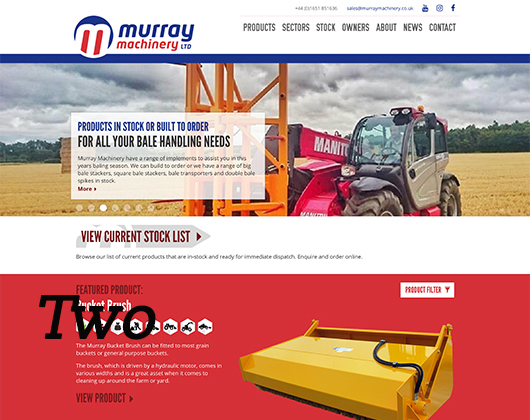 +44 (0)1651 851636 sales@murraymachinery.co.uk
murray
machinery LTD
PRODUCTS SECTORS STOCK OWNERS ABOUT NEWS CONTACT
PRODUCTS IN STOCK OR BUILT TO ORDER
FOR ALL YOUR BALE HANDLING NEEDS
Murray Machinery have a range of implements to assist you in this
years baling season. We can build to order or we have a range of big
bale stackers, square bale stackers, bale transporters and double bale
spikes in stock.
More
MANITOU
VIEW CURRENT STOCK LIST
Browse our list of current products that are in-stock and ready for immediate dispatch. Enquire and order online.
FEATURED PRODUCT:
PRODUCT FILTER
Bucket Brush
Two
The Murray Bucket Brush can be fitted to most grain
buckets or general purpose buckets.
The brush, which is driven by a hydraulic motor, comes in
various widths and is a great asset when it comes to
cleaning up around the farm or yard.
VIEW PRODUCT